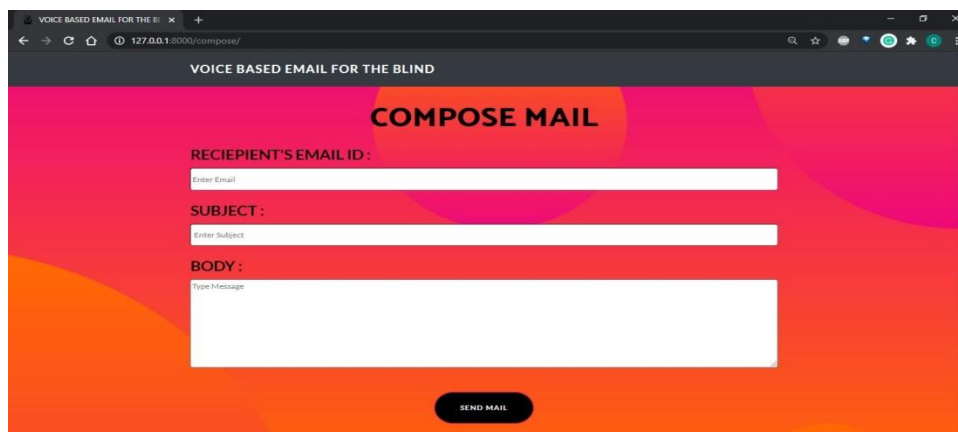 VOICE BASED EMAIL FOR THE BL
127.0.0.1:8000/compose/
C
VOICE BASED EMAIL FOR THE BLIND
COMPOSE MAIL
RECIEPIENT'S EMAIL ID :
Enter Email
SUBJECT :
Enter Subject
BODY :
Type Message
SEND MAIL